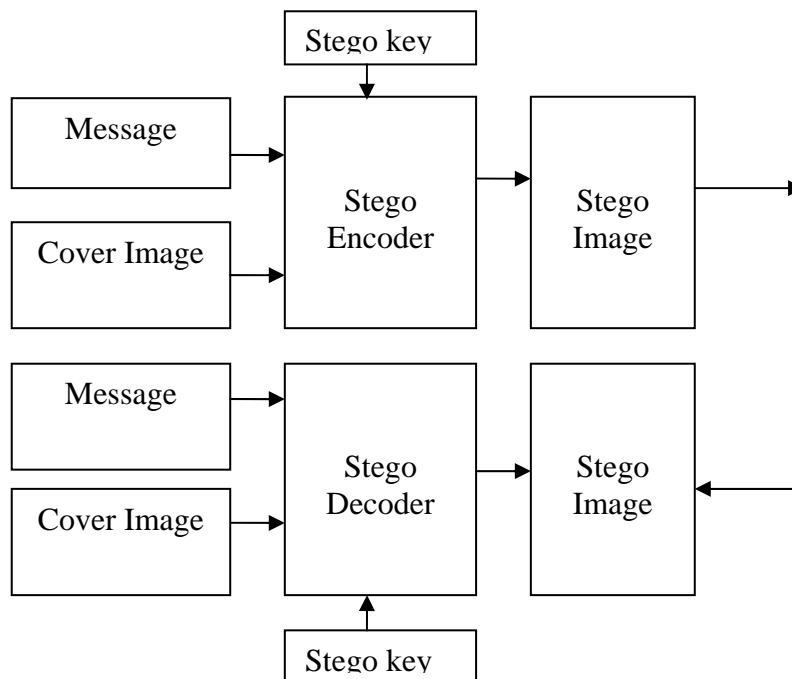 Stego key
Message
Cover Image
Stego
Encoder
Stego
Image
Message
Cover Image
Stego
Decoder
Stego
Image
Stego key